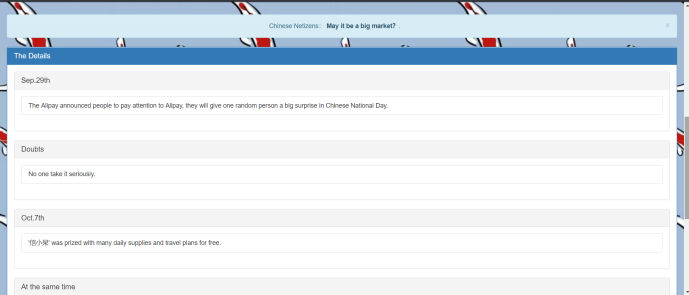 Chinese Netizens: May it be a big market? .
×
The Details
Sep.29th
The Alipay announced people to pay attention to Alipay, they will give one random person a big surprise in Chinese National Day.
Doubts
No one take it seriously.
Oct.7th
'信小呆' was prized with many daily supplies and travel plans for free.
At the same time